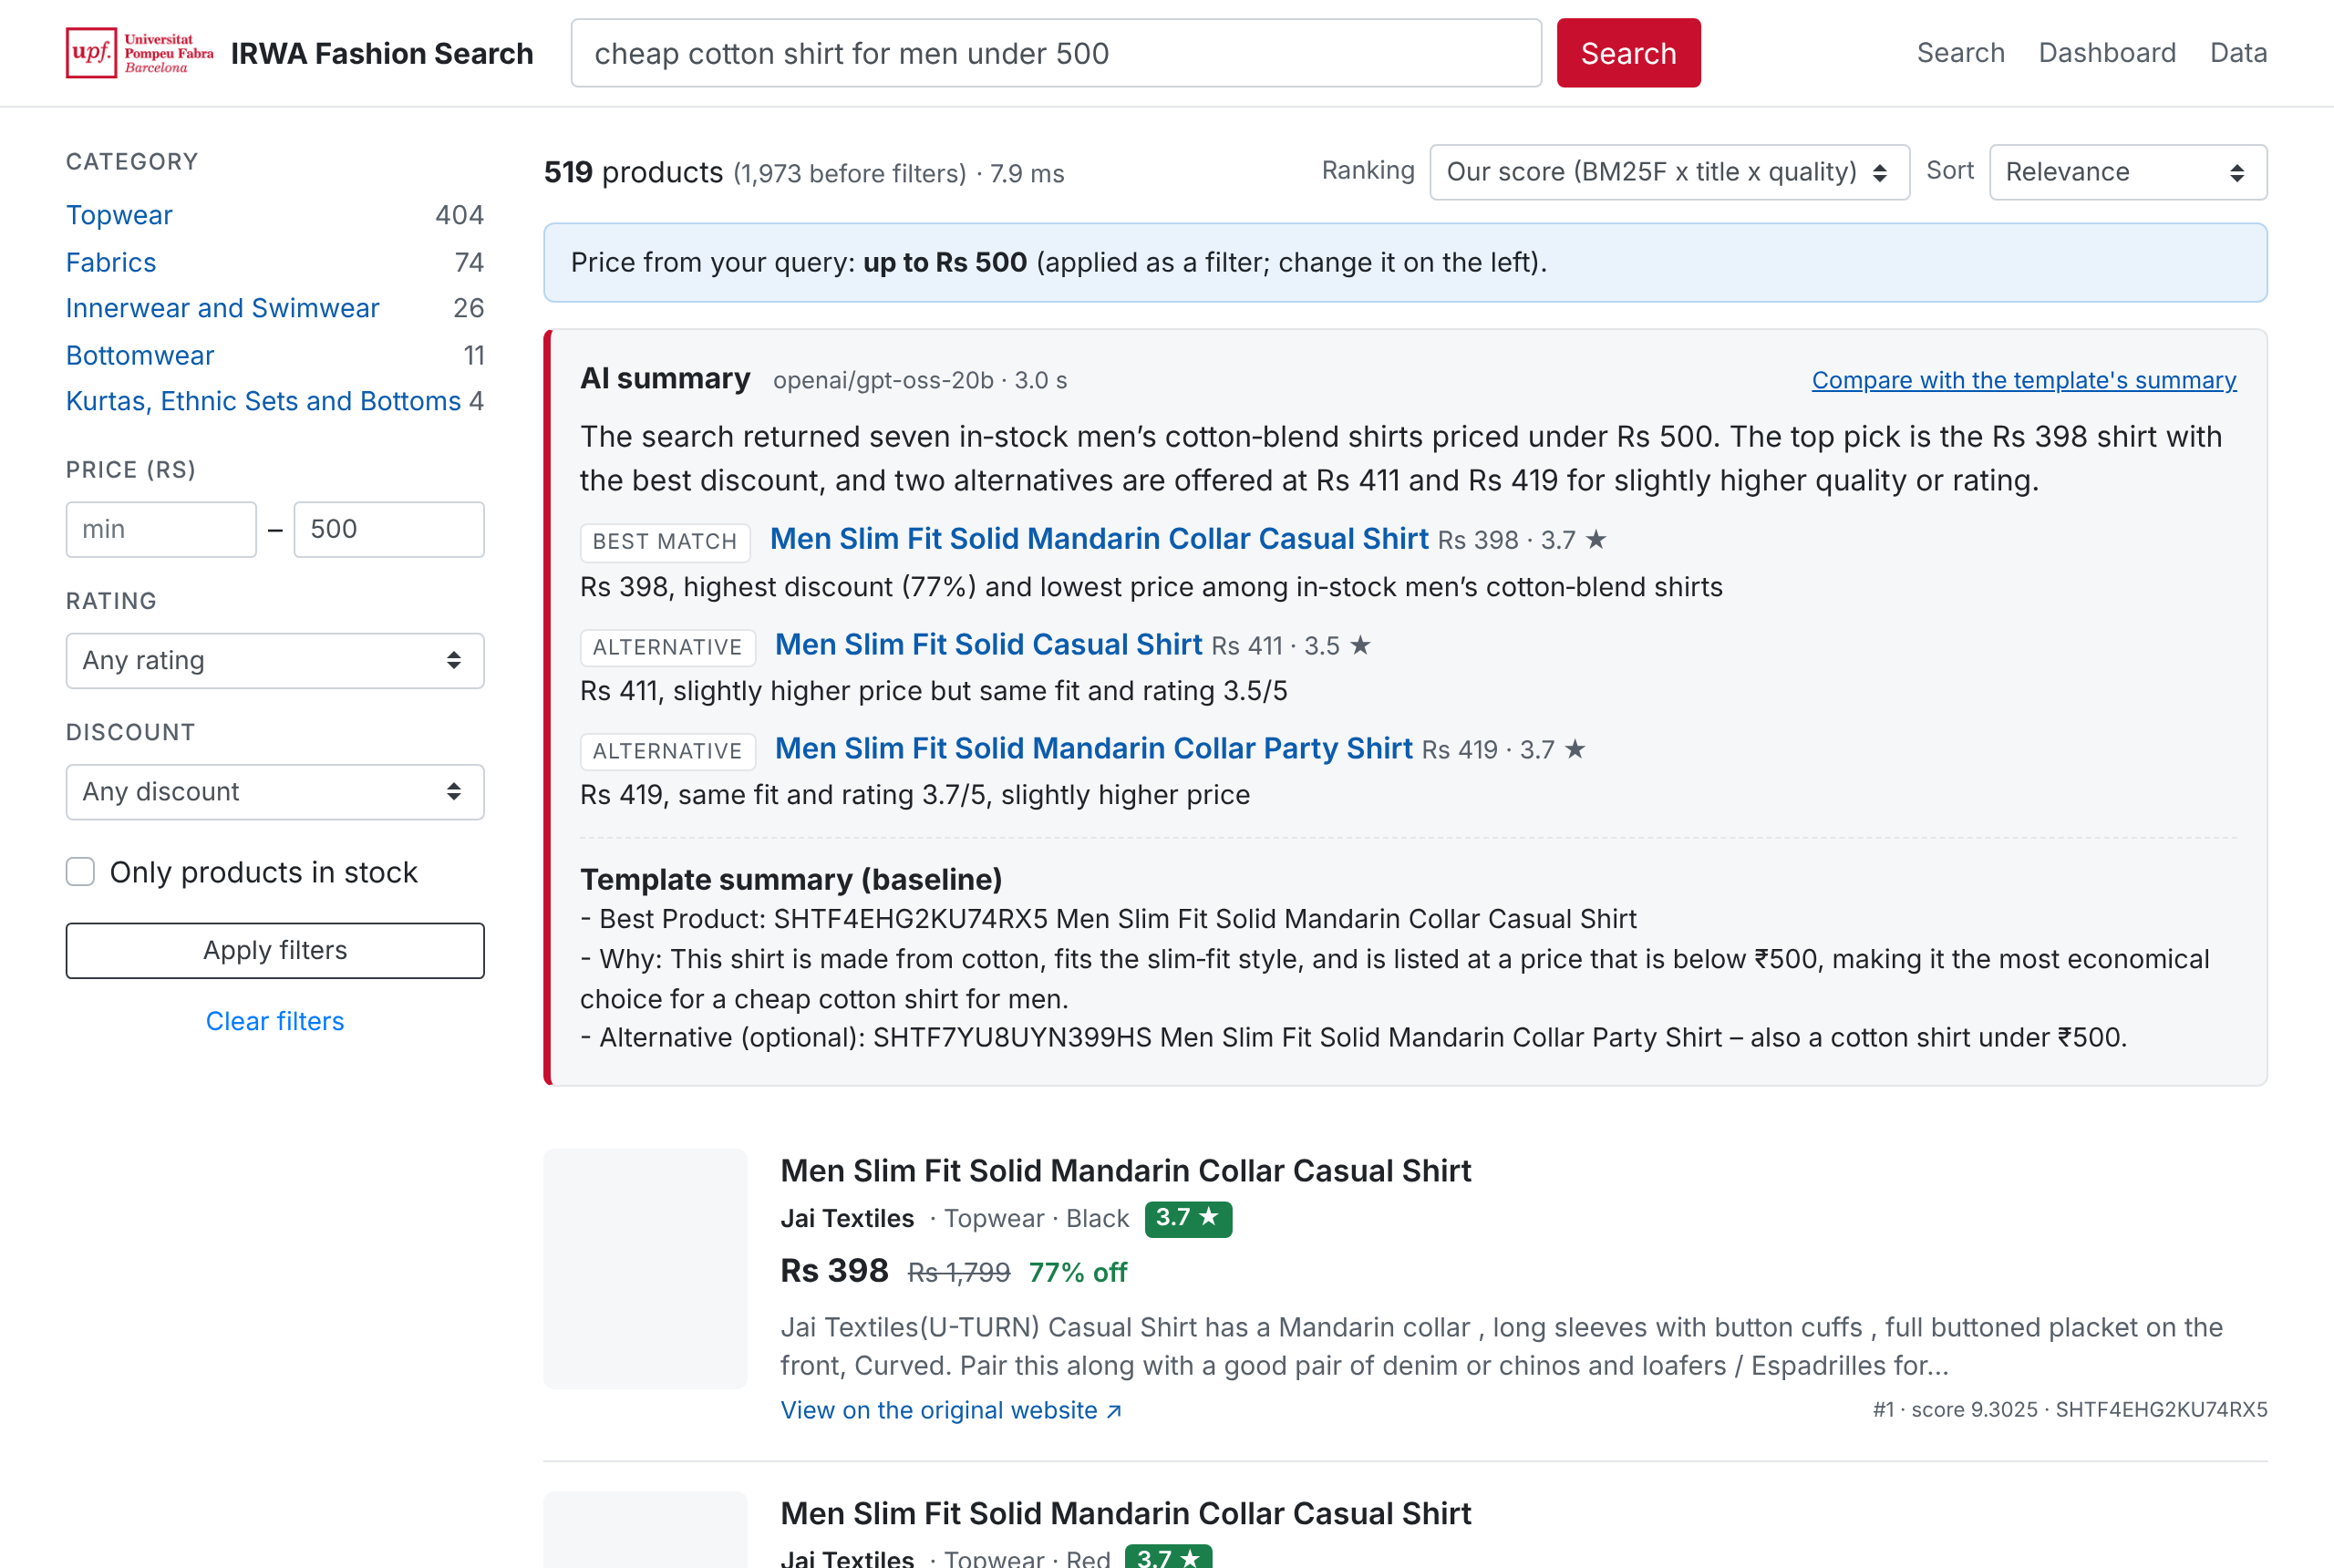 upf. Universitat
Pompeu Fabra
Barcelona
IRWA Fashion Search
cheap cotton shirt for men under 500
Search
Search Dashboard Data
CATEGORY
Topwear 404
Fabrics 74
Innerwear and Swimwear 26
Bottomwear 11
Kurtas, Ethnic Sets and Bottoms 4
PRICE (RS)
min – 500
RATING
Any rating
DISCOUNT
Any discount
Only products in stock
Apply filters
Clear filters
519 products (1,973 before filters) · 7.9 ms
Ranking Our score (BM25F x title x quality) Sort Relevance
Price from your query: up to Rs 500 (applied as a filter; change it on the left).
AI summary openai/gpt-oss-20b · 3.0 s Compare with the template's summary
The search returned seven in-stock men’s cotton-blend shirts priced under Rs 500. The top pick is the Rs 398 shirt with
the best discount, and two alternatives are offered at Rs 411 and Rs 419 for slightly higher quality or rating.
BEST MATCH Men Slim Fit Solid Mandarin Collar Casual Shirt Rs 398 · 3.7 ★
Rs 398, highest discount (77%) and lowest price among in-stock men’s cotton-blend shirts
ALTERNATIVE Men Slim Fit Solid Casual Shirt Rs 411 · 3.5 ★
Rs 411, slightly higher price but same fit and rating 3.5/5
ALTERNATIVE Men Slim Fit Solid Mandarin Collar Party Shirt Rs 419 · 3.7 ★
Rs 419, same fit and rating 3.7/5, slightly higher price
Template summary (baseline)
- Best Product: SHTF4EHG2KU74RX5 Men Slim Fit Solid Mandarin Collar Casual Shirt
- Why: This shirt is made from cotton, fits the slim-fit style, and is listed at a price that is below ₹500, making it the most economical
choice for a cheap cotton shirt for men.
- Alternative (optional): SHTF7YU8UYN399HS Men Slim Fit Solid Mandarin Collar Party Shirt – also a cotton shirt under ₹500.
Men Slim Fit Solid Mandarin Collar Casual Shirt
Jai Textiles · Topwear · Black 3.7 ★
Rs 398 Rs 1,799 77% off
Jai Textiles(U-TURN) Casual Shirt has a Mandarin collar , long sleeves with button cuffs , full buttoned placket on the
front, Curved. Pair this along with a good pair of denim or chinos and loafers / Espadrilles for...
View on the original website ↗
#1 · score 9.3025 · SHTF4EHG2KU74RX5
Men Slim Fit Solid Mandarin Collar Casual Shirt
Jai Textiles · Topwear · Red 3.7 ★